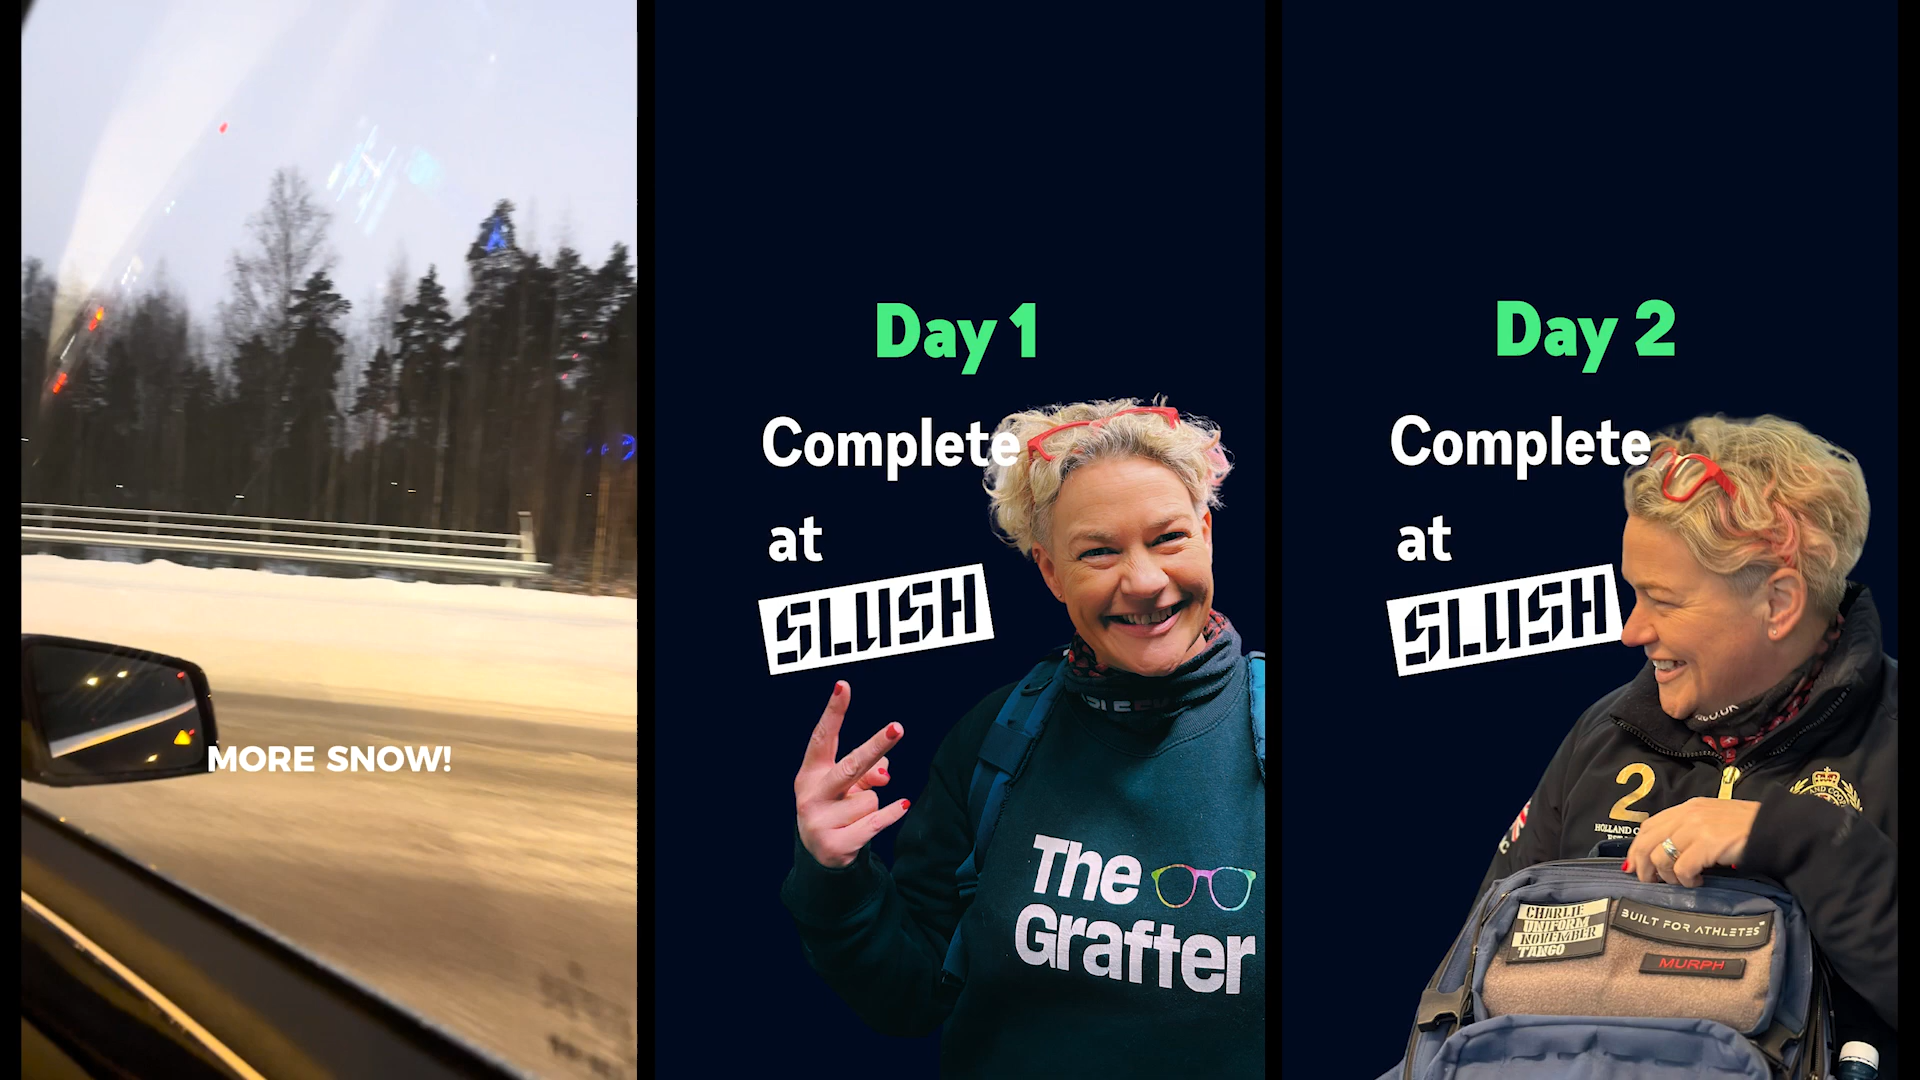 MORE SNOW!
Day 1
Complete
at
SLUSH
The
Grafter
Day 2
Complete
at
SLUSH
2
CHARLIE
UNIFORM
NOVEMBER
TANGO
BUILT FOR ATHLETES
MURPH